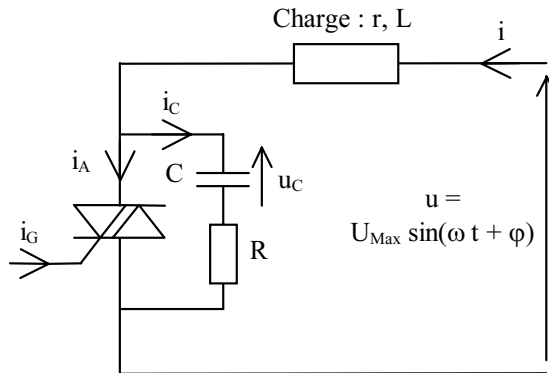 Charge : r, L
i
i_C
i_A
C
u_C
i_G
R
u =
U_Max sin(ω t + φ)